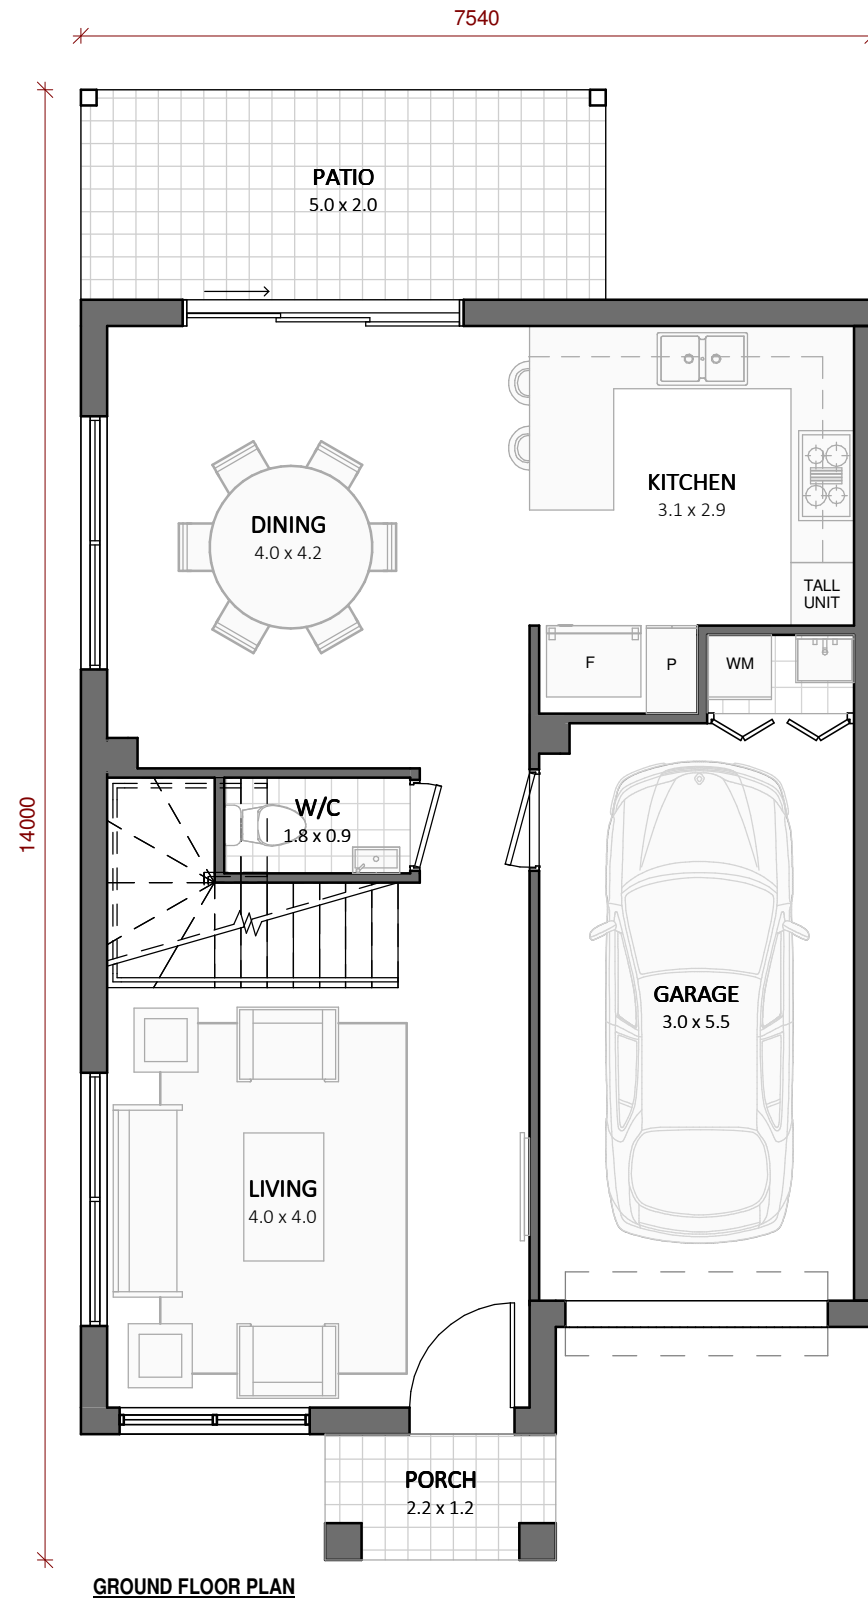 7540
PATIO
5.0 x 2.0
KITCHEN
3.1 x 2.9
DINING
4.0 x 4.2
TALL
UNIT
F
P
WM
14000
W/C
1.8 x 0.9
GARAGE
3.0 x 5.5
LIVING
4.0 x 4.0
PORCH
2.2 x 1.2
GROUND FLOOR PLAN